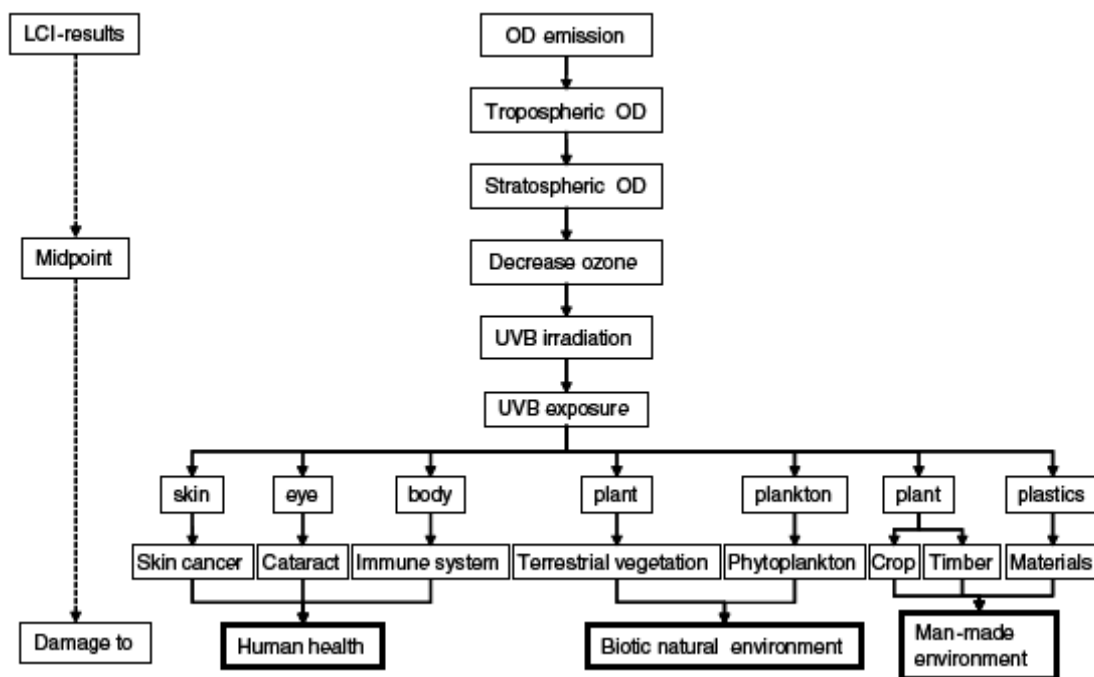 LCI-results
OD emission
Tropospheric OD
Stratospheric OD
Midpoint
Decrease ozone
UVB irradiation
UVB exposure
skin eye body plant plankton plant plastics
Skin cancer Cataract Immune system Terrestrial vegetation Phytoplankton Crop Timber Materials
Damage to
Human health
Biotic natural environment
Man-made
environment